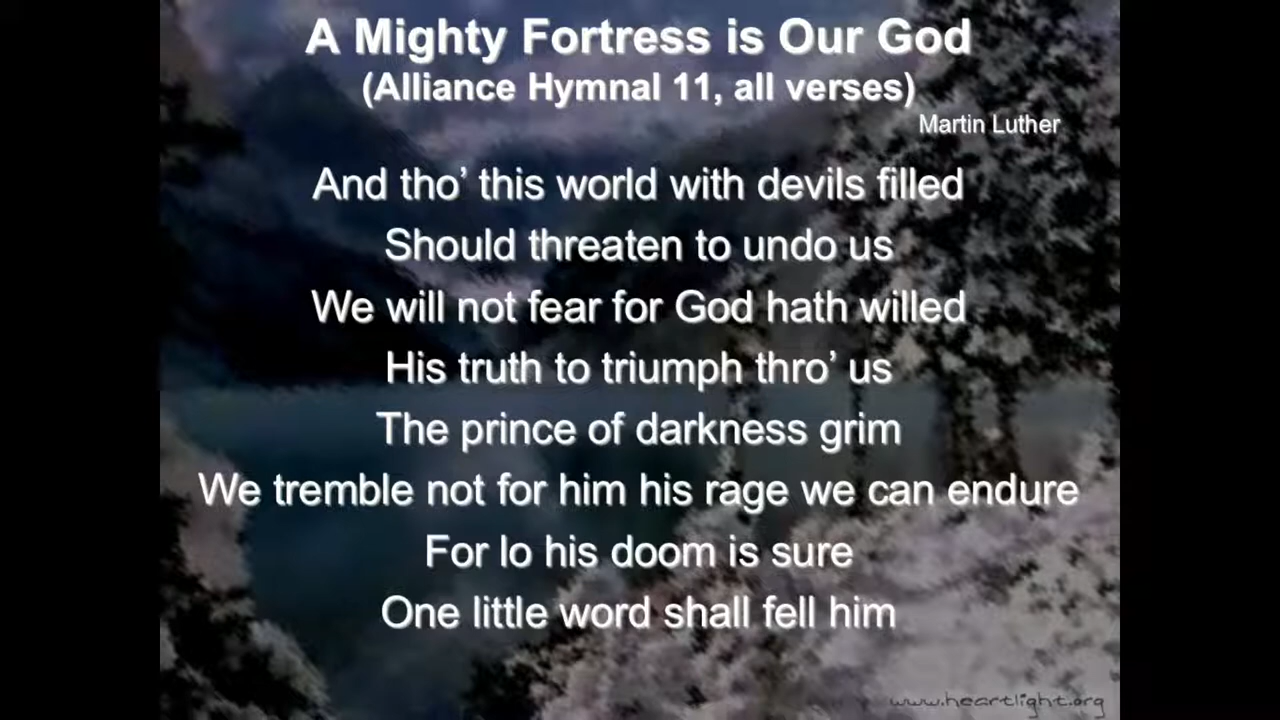 A Mighty Fortress is Our God
(Alliance Hymnal 11, all verses)
Martin Luther
And tho’ this world with devils filled
Should threaten to undo us
We will not fear for God hath willed
His truth to triumph thro’ us
The prince of darkness grim
We tremble not for him his rage we can endure
For lo his doom is sure
One little word shall fell him
www.heartlight.org